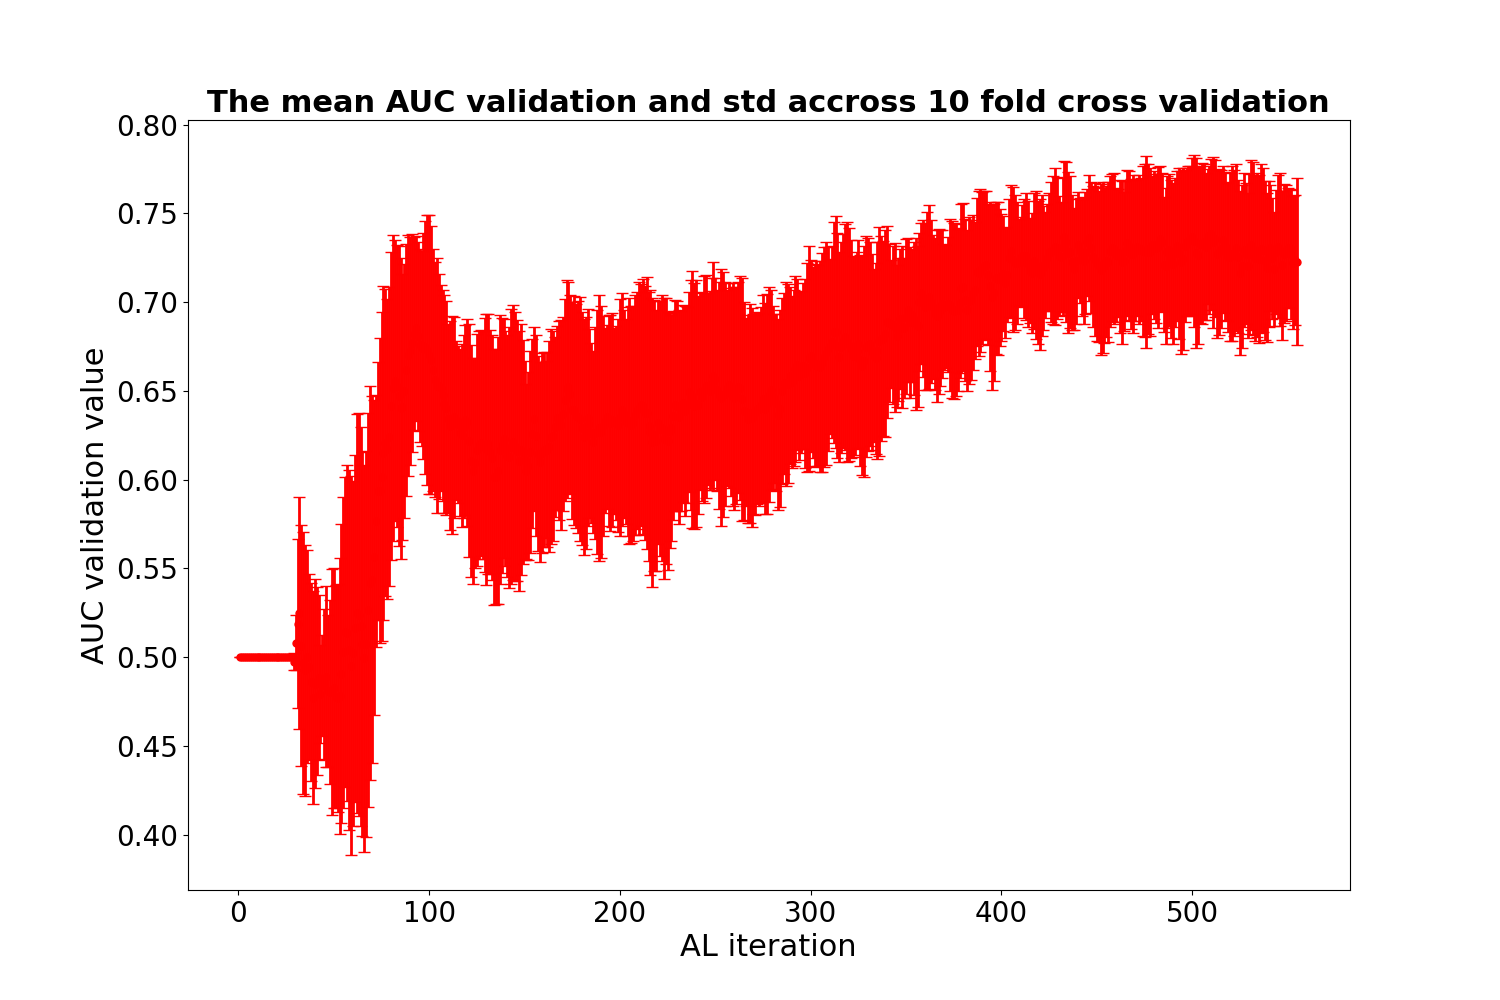 The mean AUC validation and std accross 10 fold cross validation
0.80
0.75
0.70
0.65
0.60
0.55
0.50
0.45
0.40
AUC validation value
0 100 200 300 400 500
AL iteration